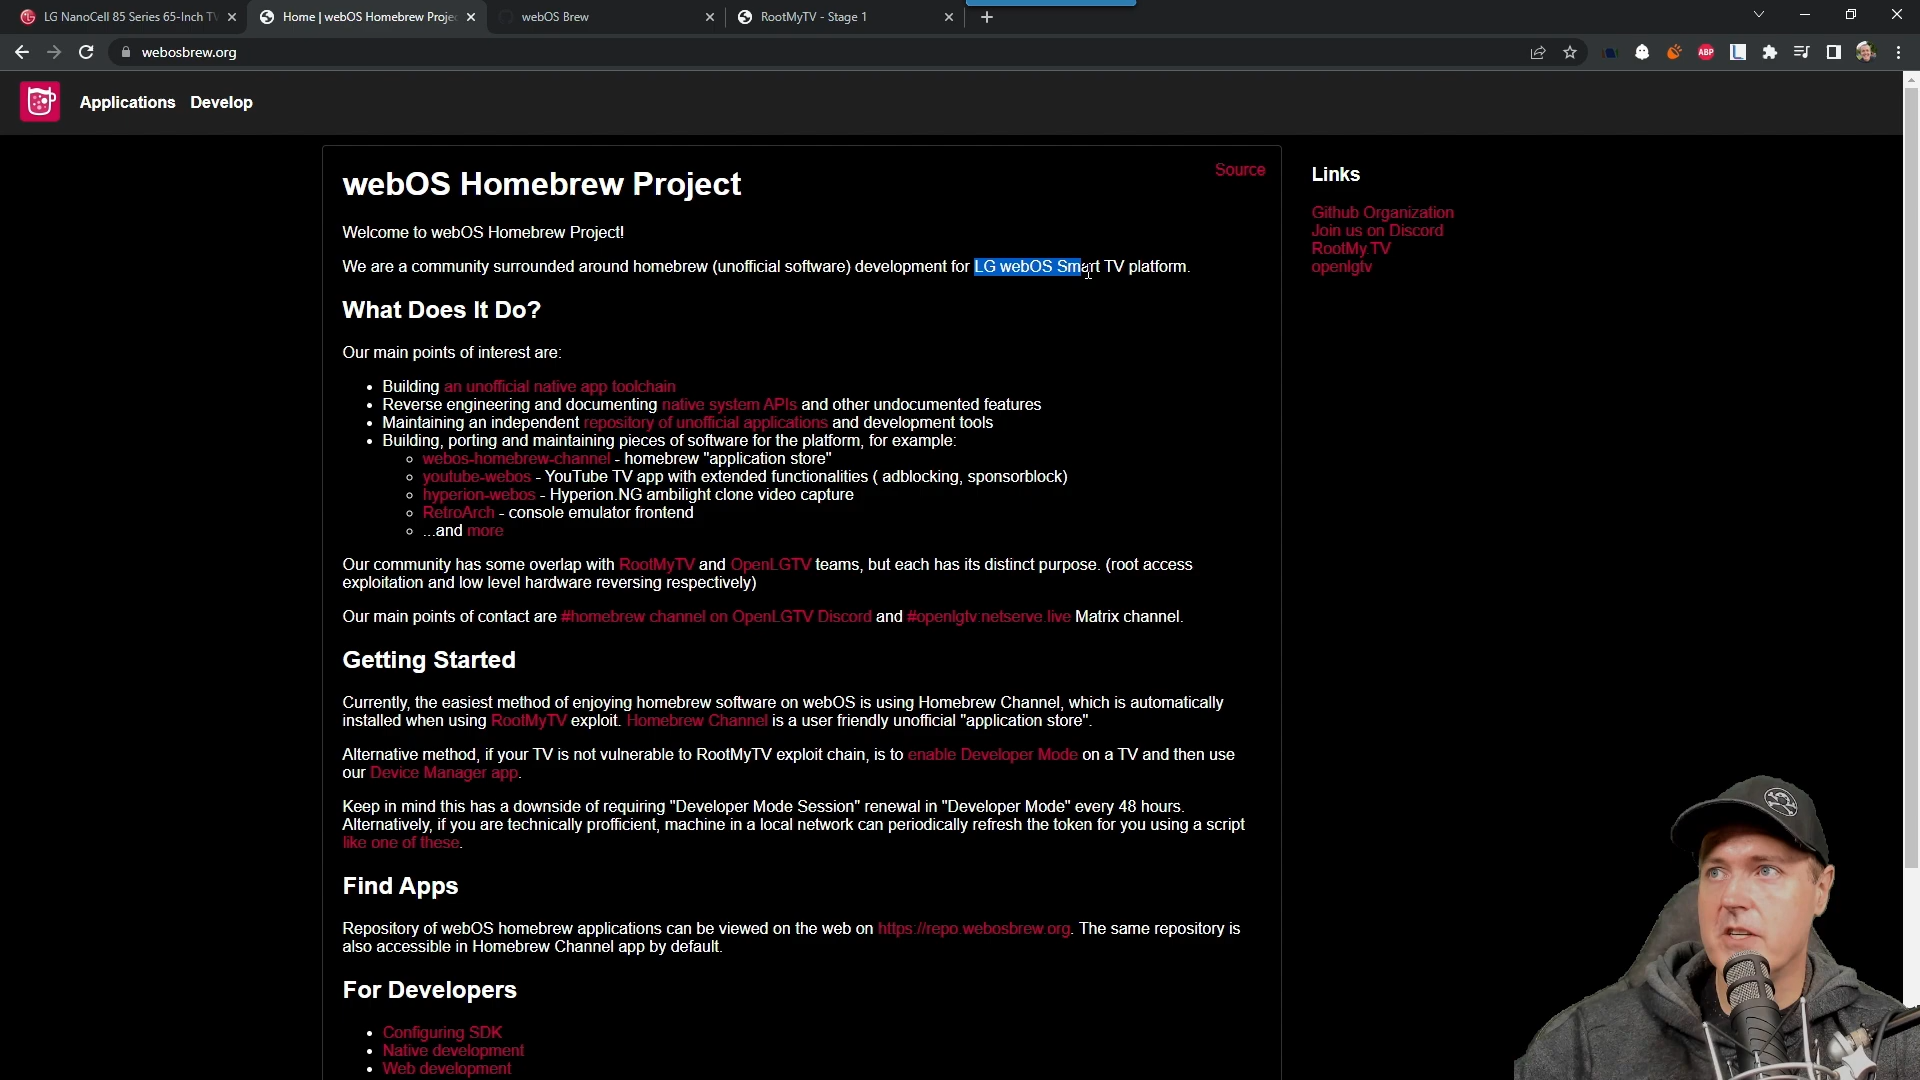 LG NanoCell 85 Series 65-Inch TV
Home | webOS Homebrew Projec
webOS Brew
RootMyTV - Stage 1
webosbrew.org
ABP
Applications Develop
webOS Homebrew Project
Source
Welcome to webOS Homebrew Project!
We are a community surrounded around homebrew (unofficial software) development for LG webOS Smart TV platform.
What Does It Do?
Our main points of interest are:
• Building an unofficial native app toolchain
• Reverse engineering and documenting native system APIs and other undocumented features
• Maintaining an independent repository of unofficial applications and development tools
• Building, porting and maintaining pieces of software for the platform, for example:
◦ webos-homebrew-channel - homebrew "application store"
◦ youtube-webos - YouTube TV app with extended functionalities ( adblocking, sponsorblock)
◦ hyperion-webos - Hyperion.NG ambilight clone video capture
◦ RetroArch - console emulator frontend
◦ ...and more
Our community has some overlap with RootMyTV and OpenLGTV teams, but each has its distinct purpose. (root access
exploitation and low level hardware reversing respectively)
Our main points of contact are #homebrew channel on OpenLGTV Discord and #openlgtv:netserve.live Matrix channel.
Getting Started
Currently, the easiest method of enjoying homebrew software on webOS is using Homebrew Channel, which is automatically
installed when using RootMyTV exploit. Homebrew Channel is a user friendly unofficial "application store".
Alternative method, if your TV is not vulnerable to RootMyTV exploit chain, is to enable Developer Mode on a TV and then use
our Device Manager app.
Keep in mind this has a downside of requiring "Developer Mode Session" renewal in "Developer Mode" every 48 hours.
Alternatively, if you are technically profficient, machine in a local network can periodically refresh the token for you using a script
like one of these.
Find Apps
Repository of webOS homebrew applications can be viewed on the web on https://repo.webosbrew.org. The same repository is
also accessible in Homebrew Channel app by default.
For Developers
• Configuring SDK
• Native development
• Web development
Links
Github Organization
Join us on Discord
RootMy.TV
openlgtv